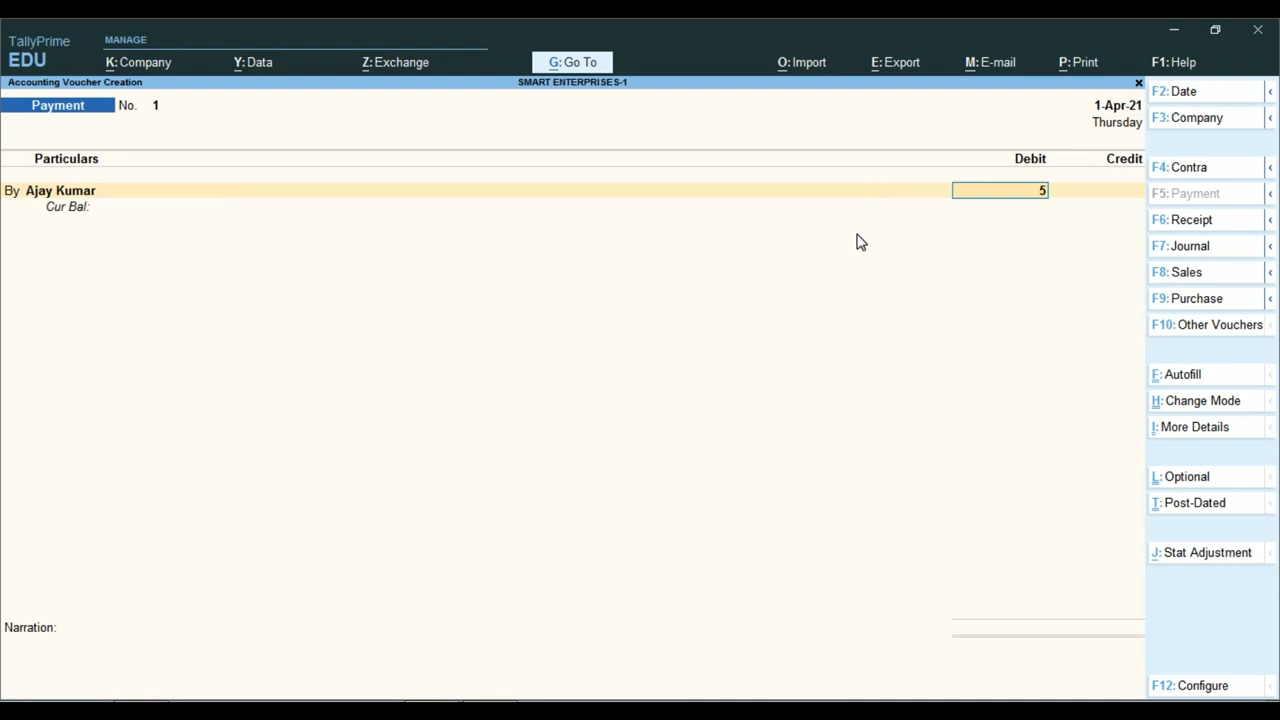 TallyPrime
EDU
MANAGE
K: Company
Y: Data
Z: Exchange
G: Go To
O: Import
E: Export
M: E-mail
P: Print
F1: Help
Accounting Voucher Creation
SMART ENTERPRISES-1
Payment No. 1
1-Apr-21
Thursday
Particulars Debit Credit
By Ajay Kumar 5
Cur Bal:
Narration:
F2: Date
F3: Company
F4: Contra
F5: Payment
F6: Receipt
F7: Journal
F8: Sales
F9: Purchase
F10: Other Vouchers
F: Autofill
H: Change Mode
I: More Details
L: Optional
T: Post-Dated
J: Stat Adjustment
F12: Configure